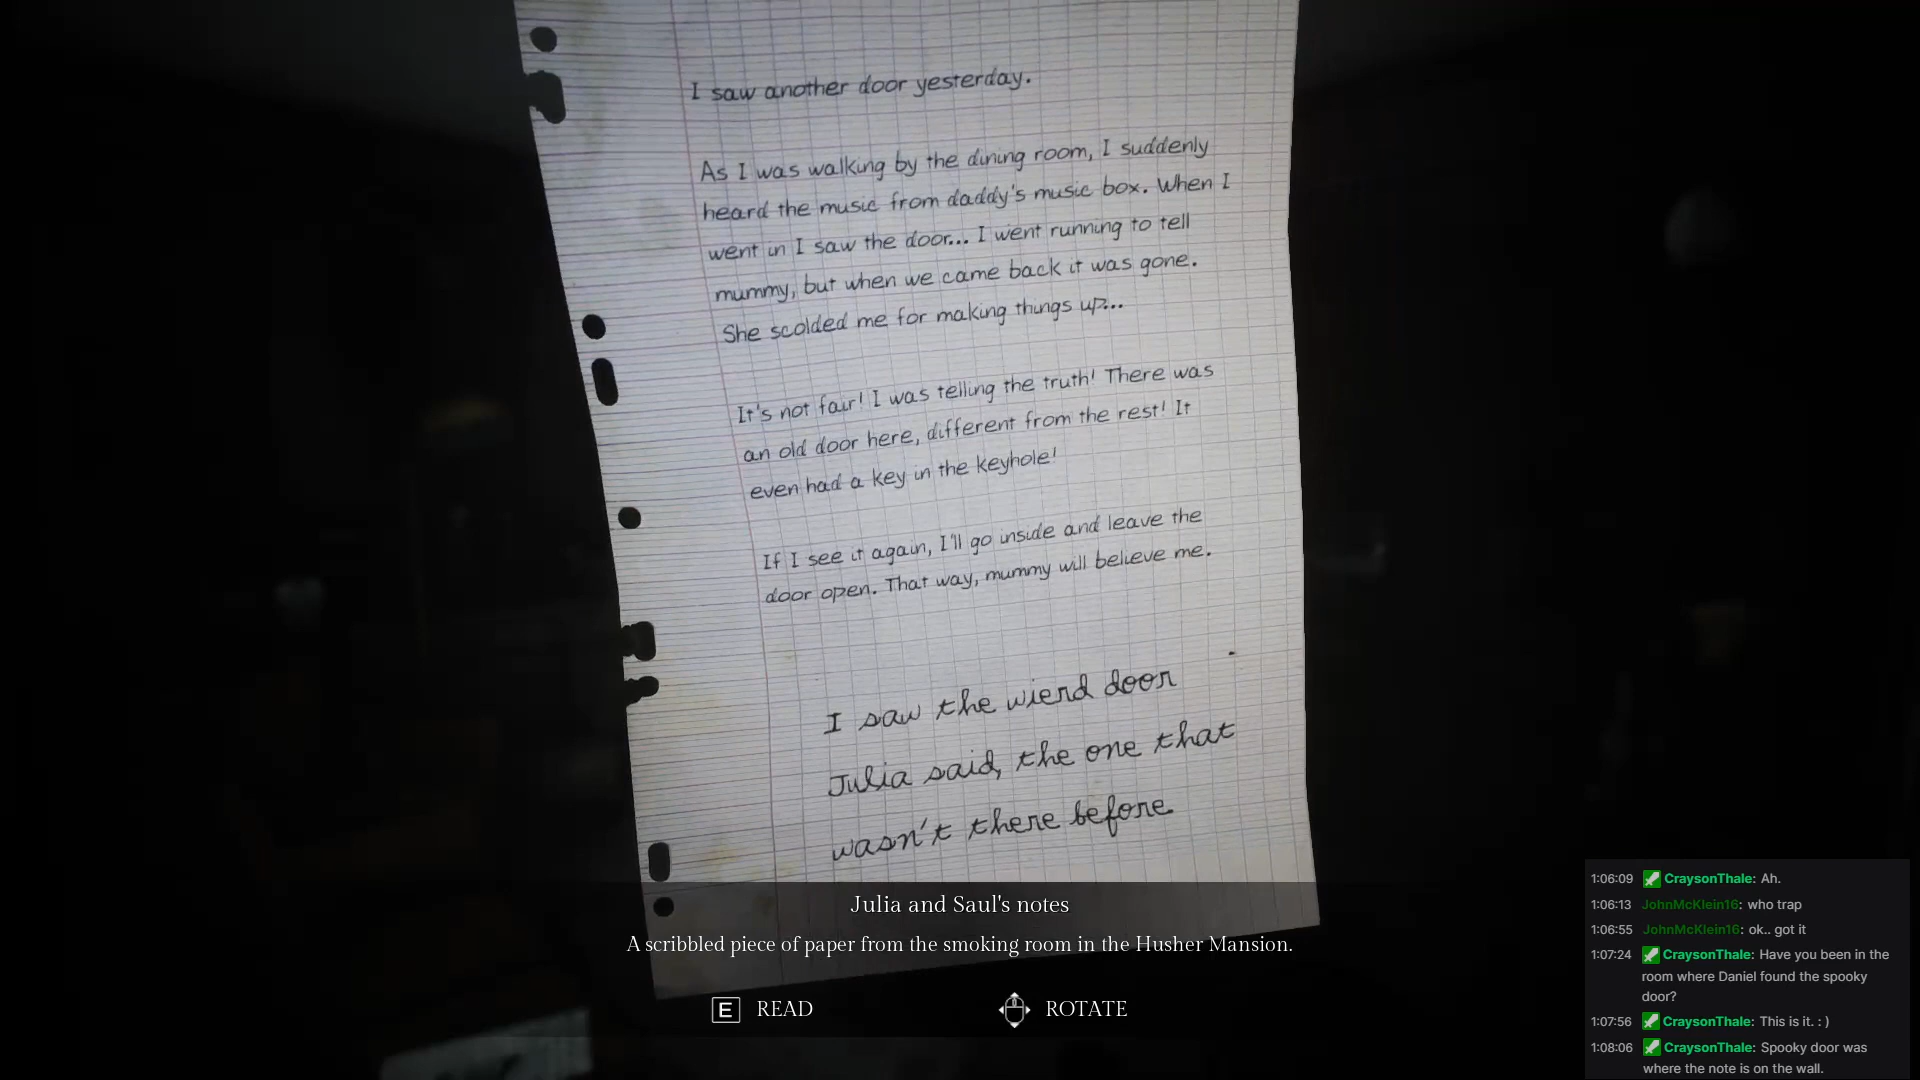 I saw another door yesterday.
As I was walking by the dining room, I suddenly
heard the music from daddy's music box. When I
went in I saw the door... I went running to tell
mummy, but when we came back it was gone.
She scolded me for making things up...
It's not fair! I was telling the truth! There was
an old door here, different from the rest! It
even had a key in the keyhole!
If I see it again, I'll go inside and leave the
door open. That way, mummy will believe me.
I saw the wierd door
Julia said, the one that
wasn't there before.
Julia and Saul's notes
A scribbled piece of paper from the smoking room in the Husher Mansion.
E READ
ROTATE
1:06:09 CraysonThale: Ah.
1:06:13 JohnMcKlein16: who trap
1:06:55 JohnMcKlein16: ok.. got it
1:07:24 CraysonThale: Have you been in the
room where Daniel found the spooky
door?
1:07:56 CraysonThale: This is it. : )
1:08:06 CraysonThale: Spooky door was
where the note is on the wall.